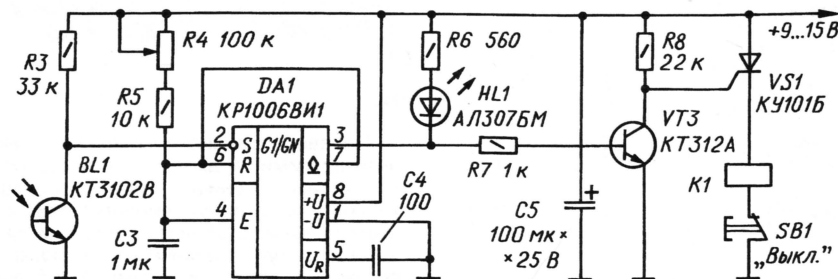 R3
33 к
R4 100 к
R5
10 к
BL1
КТ3102В
C3
1 мк
DA1
КР1006ВИ1
2
6
4
S
R
E
G1/GN
3
7
8
1
5
+U
-U
UR
R6 560
HL1
АЛ307БМ
R7 1 к
C4
100
C5
100 мк ×
× 25 В
+
R8
22 к
VT3
КТ312А
+9...15 В
VS1
КУ101Б
K1
SB1
„Выкл."